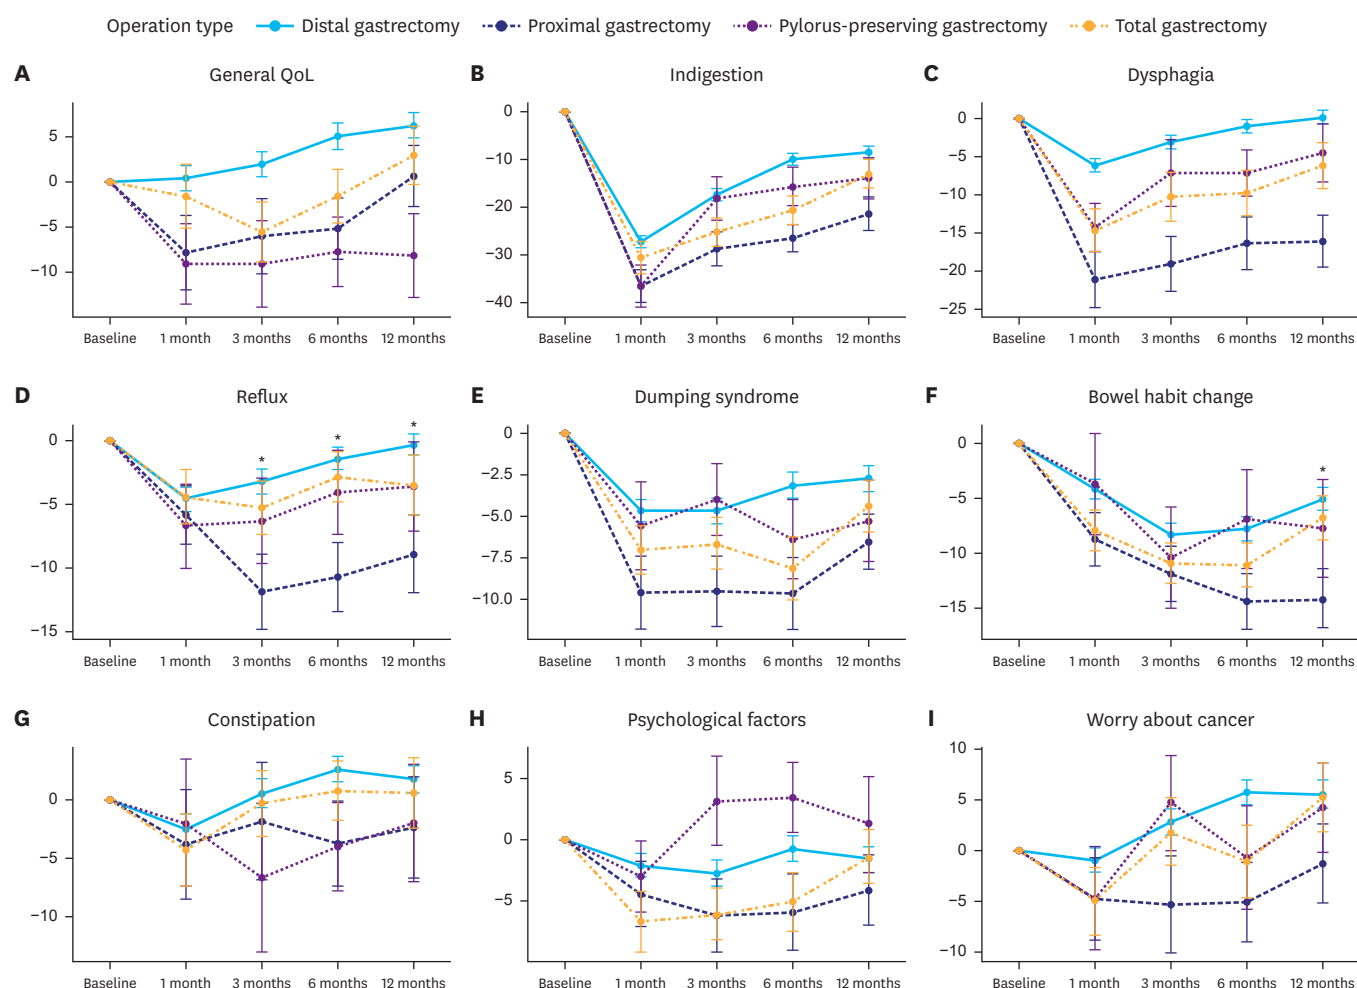 Operation type Distal gastrectomy Proximal gastrectomy Pylorus-preserving gastrectomy Total gastrectomy
A General QoL
5
0
−5
−10
Baseline 1 month 3 months 6 months 12 months
B Indigestion
0
−10
−20
−30
−40
Baseline 1 month 3 months 6 months 12 months
C Dysphagia
0
−5
−10
−15
−20
−25
Baseline 1 month 3 months 6 months 12 months
D Reflux
0
−5
−10
−15
* * *
Baseline 1 month 3 months 6 months 12 months
E Dumping syndrome
0
−2.5
−5.0
−7.5
−10.0
Baseline 1 month 3 months 6 months 12 months
F Bowel habit change
0
−5
−10
−15
*
Baseline 1 month 3 months 6 months 12 months
G Constipation
0
−5
−10
Baseline 1 month 3 months 6 months 12 months
H Psychological factors
5
0
−5
Baseline 1 month 3 months 6 months 12 months
I Worry about cancer
10
5
0
−5
−10
Baseline 1 month 3 months 6 months 12 months